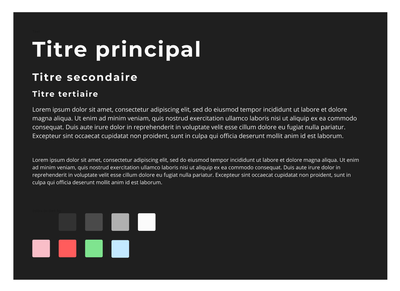 Titre principal
Titre secondaire
Titre tertiaire
Lorem ipsum dolor sit amet, consectetur adipiscing elit, sed do eiusmod tempor incididunt ut labore et dolore
magna aliqua. Ut enim ad minim veniam, quis nostrud exercitation ullamco laboris nisi ut aliquip ex ea commodo
consequat. Duis aute irure dolor in reprehenderit in voluptate velit esse cillum dolore eu fugiat nulla
pariatur. Excepteur sint occaecat cupidatat non proident, sunt in culpa qui officia deserunt mollit anim id est laborum.
Lorem ipsum dolor sit amet, consectetur adipiscing elit, sed do eiusmod tempor incididunt ut labore et dolore magna aliqua. Ut enim ad minim
veniam, quis nostrud exercitation ullamco laboris nisi ut aliquip ex ea commodo consequat. Duis aute irure dolor in
reprehenderit in voluptate velit esse cillum dolore eu fugiat nulla pariatur. Excepteur sint occaecat cupidatat non proident,
sunt in culpa qui officia deserunt mollit anim id est laborum.